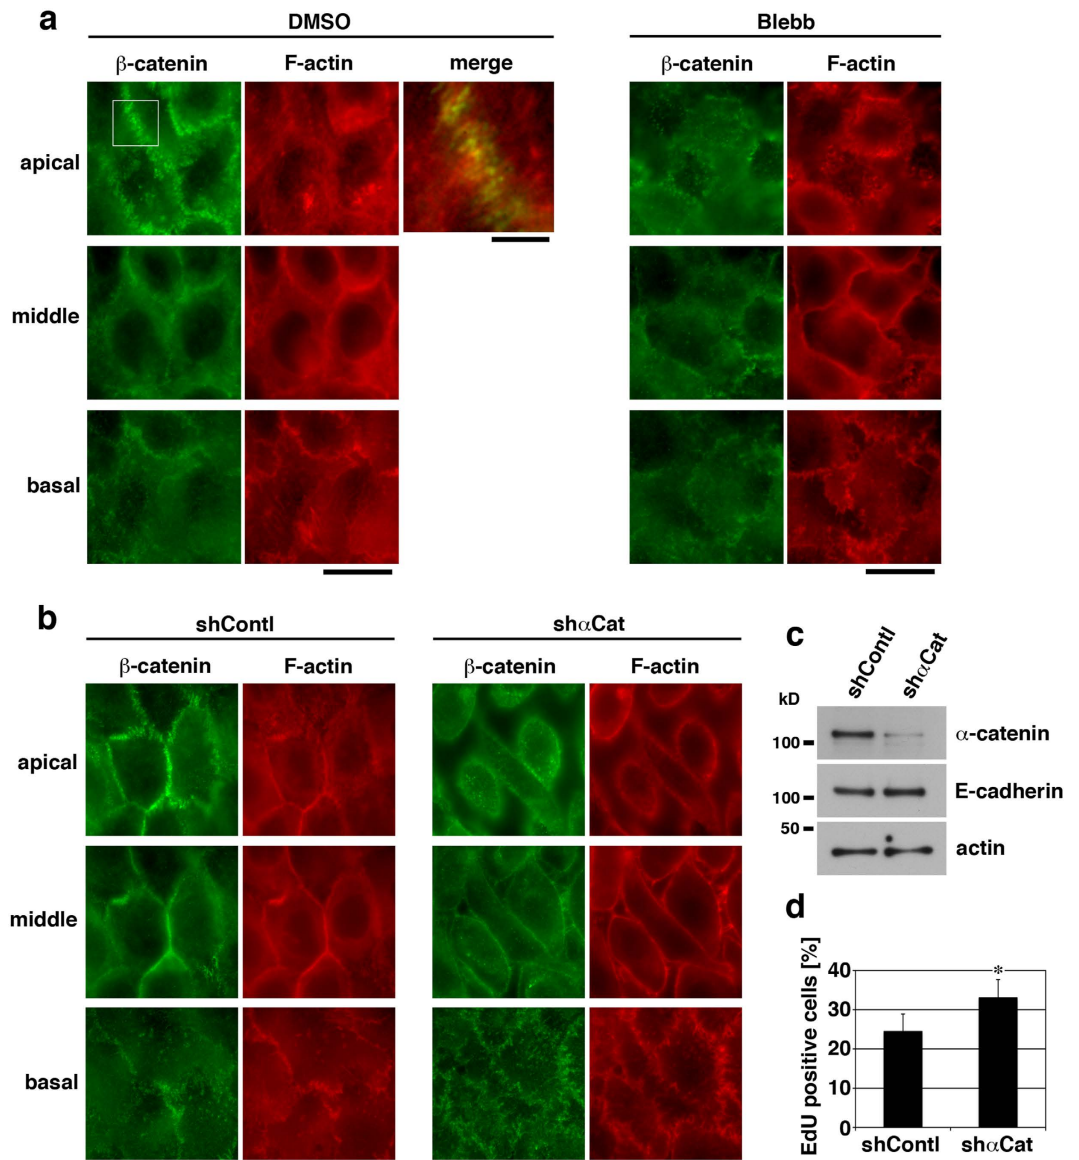 a
DMSO
Blebb
β-catenin F-actin merge
β-catenin F-actin
apical
middle
basal
b
shContl
shαCat
β-catenin F-actin
β-catenin F-actin
apical
middle
basal
c
shContl
shαCat
kD
100
α-catenin
100
E-cadherin
50
actin
d
EdU positive cells [%]
40
30
20
10
0
*
shContl shαCat